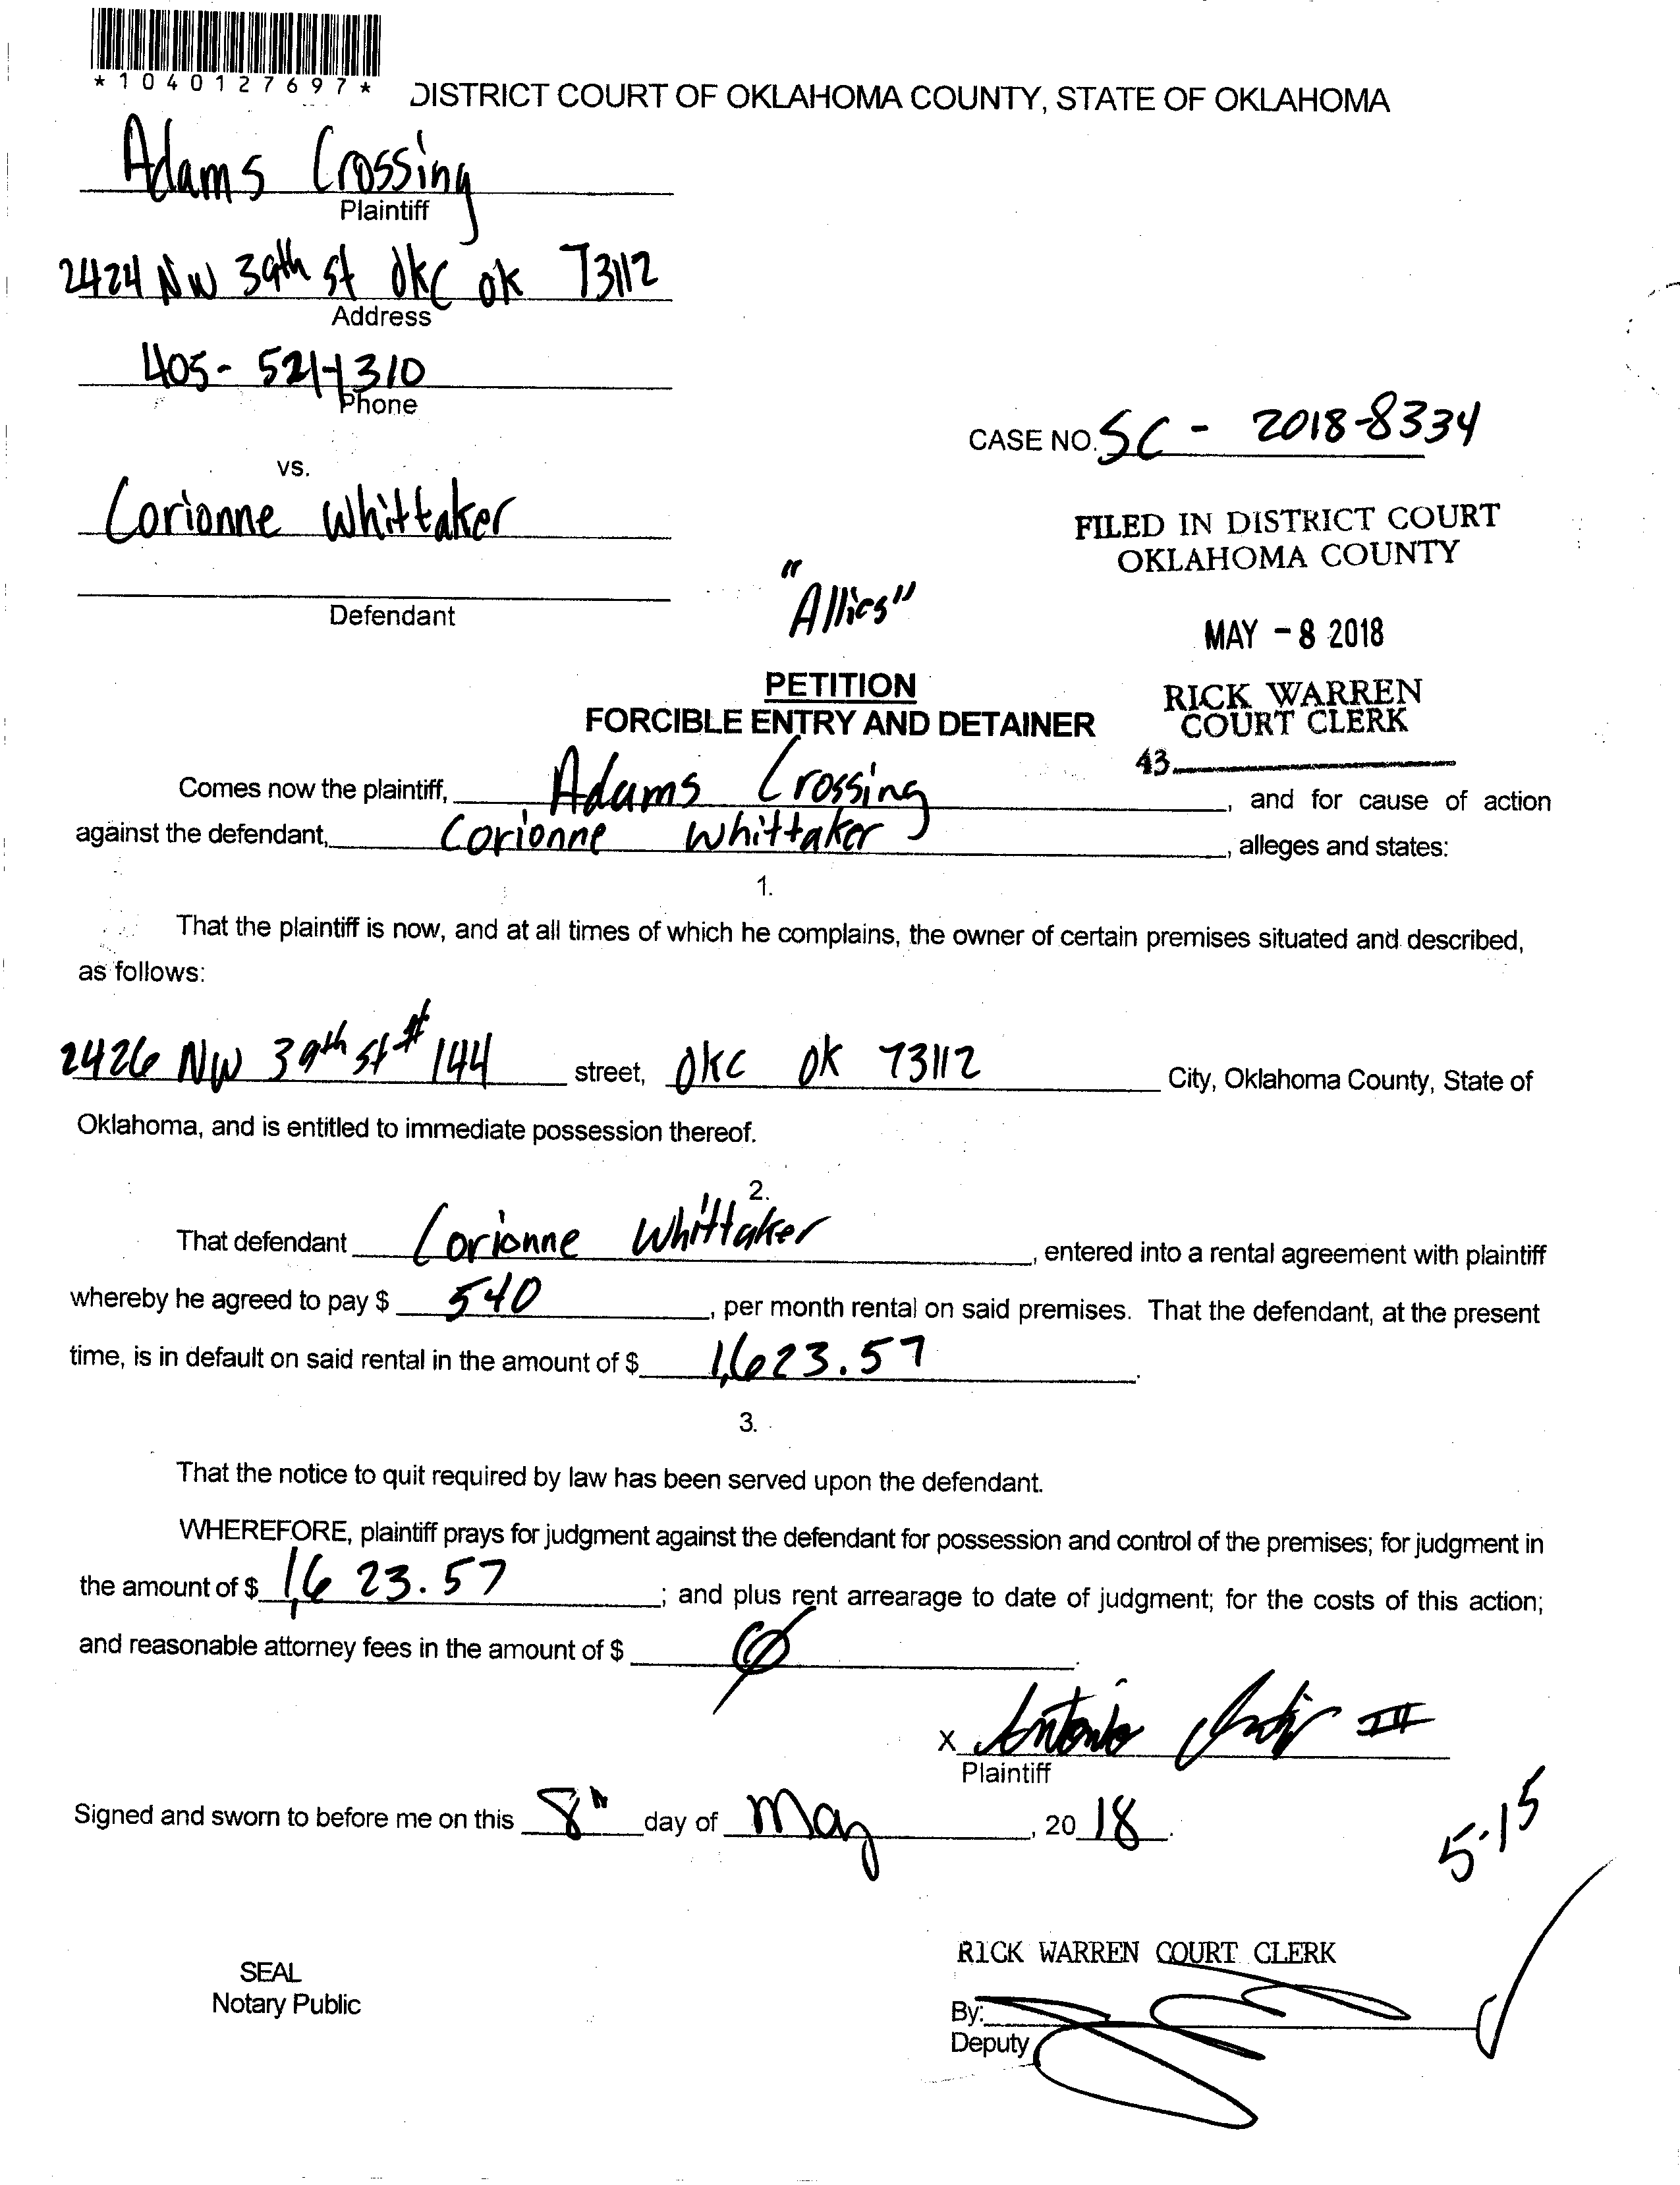 *1040127697*
DISTRICT COURT OF OKLAHOMA COUNTY, STATE OF OKLAHOMA
Adams Crossing
Plaintiff
2424 NW 39th st OKC OK 73112
Address
405-521-1310
Phone
CASE NO. SC - 2018-8334
vs.
Corionne Whittaker
FILED IN DISTRICT COURT
OKLAHOMA COUNTY
"Allies"
Defendant
MAY - 8 2018
PETITION
FORCIBLE ENTRY AND DETAINER
RICK WARREN
COURT CLERK
43
Comes now the plaintiff, Adams Crossing, and for cause of action
against the defendant, Corionne Whittaker, alleges and states:
1.
That the plaintiff is now, and at all times of which he complains, the owner of certain premises situated and described,
as follows:
2426 NW 39th st # 144 street, OKC OK 73112 City, Oklahoma County, State of
Oklahoma, and is entitled to immediate possession thereof.
2.
That defendant Corionne Whittaker, entered into a rental agreement with plaintiff
whereby he agreed to pay $ 540, per month rental on said premises. That the defendant, at the present
time, is in default on said rental in the amount of $ 1,623.57.
3.
That the notice to quit required by law has been served upon the defendant.
WHEREFORE, plaintiff prays for judgment against the defendant for possession and control of the premises; for judgment in
the amount of $ 1,623.57; and plus rent arrearage to date of judgment; for the costs of this action;
and reasonable attorney fees in the amount of $ Ø.
X Antonio III
Plaintiff
Signed and sworn to before me on this 8th day of May, 2018.
5-15
RICK WARREN COURT CLERK
SEAL
Notary Public
By:
Deputy